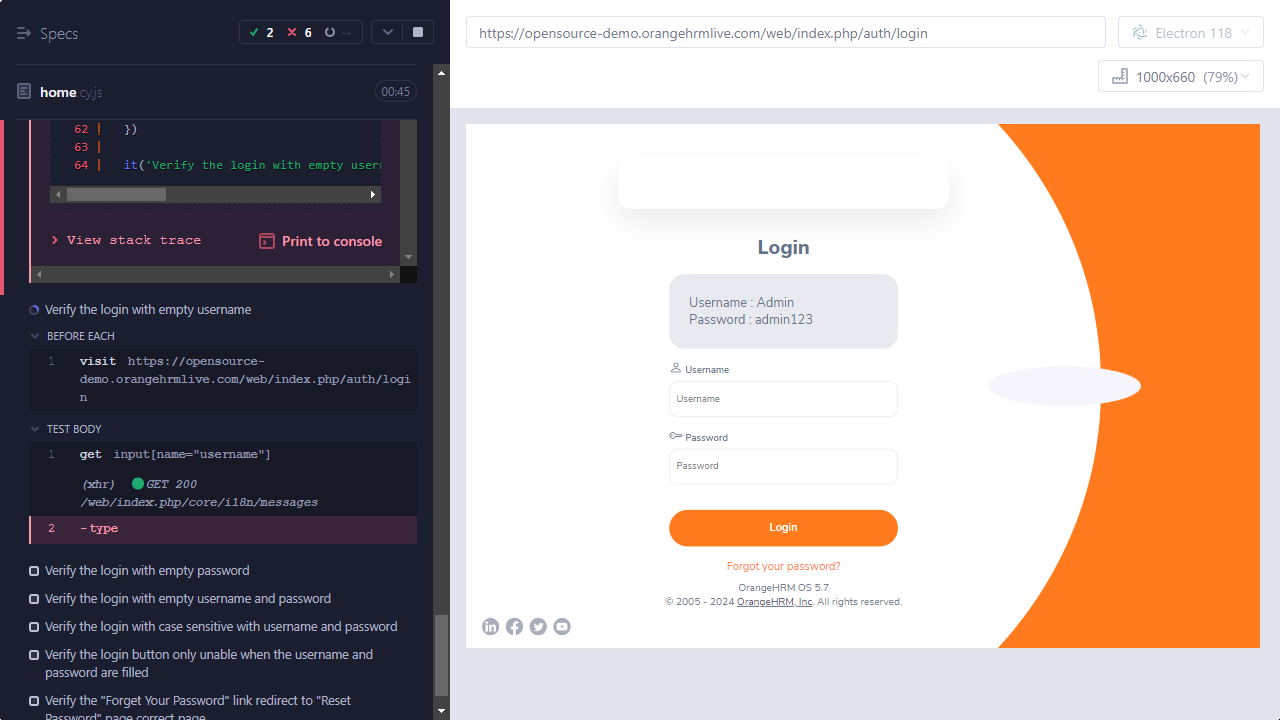 Specs
2 6 --
home.cy.js
00:45
62 | })
63 |
64 | it('Verify the login with empty usern
View stack trace
Print to console
Verify the login with empty username
BEFORE EACH
1 visit https://opensource-
demo.orangehrmlive.com/web/index.php/auth/logi
n
TEST BODY
1 get input[name="username"]
(xhr) GET 200
/web/index.php/core/i18n/messages
2 -type
Verify the login with empty password
Verify the login with empty username and password
Verify the login with case sensitive with username and password
Verify the login button only unable when the username and
password are filled
Verify the "Forget Your Password" link redirect to "Reset
Password" page correct page
https://opensource-demo.orangehrmlive.com/web/index.php/auth/login
Electron 118
1000x660 (79%)
Login
Username : Admin
Password : admin123
Username
Username
Password
Password
Login
Forgot your password?
OrangeHRM OS 5.7
© 2005 - 2024 OrangeHRM, Inc. All rights reserved.